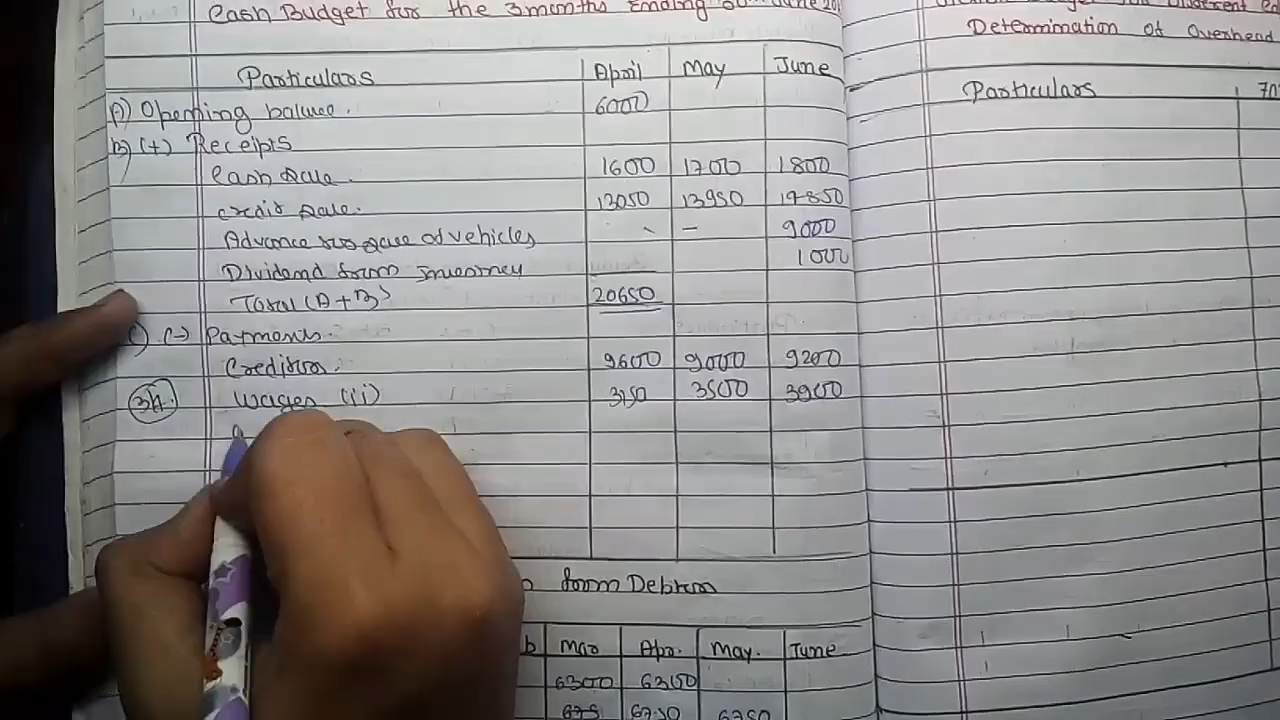 Cash Budget for the 3 months Ending
Particulars April May June
A) Opening balance. 6000
B) (+) Receipts
Cash Sale. 1600 1700 1800
Credit Sale. 13050 13950
Advance for sale of vehicles - - 9000
Dividend from 1000
Total (A+B) 20650
c) (-) Payments.
Creditors. 9600 9000 9200
3A. Wages (ii) 3500 3900
from Debtors
b Mar Apr. May. June
6300 6300
675 6750 6750
Determination of Overhead
Particulars 70